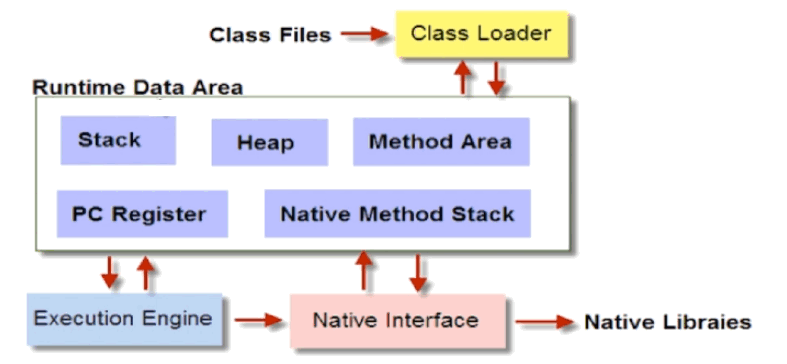 Class Files
Class Loader
Runtime Data Area
Stack
Heap
Method Area
PC Register
Native Method Stack
Execution Engine
Native Interface
Native Libraies